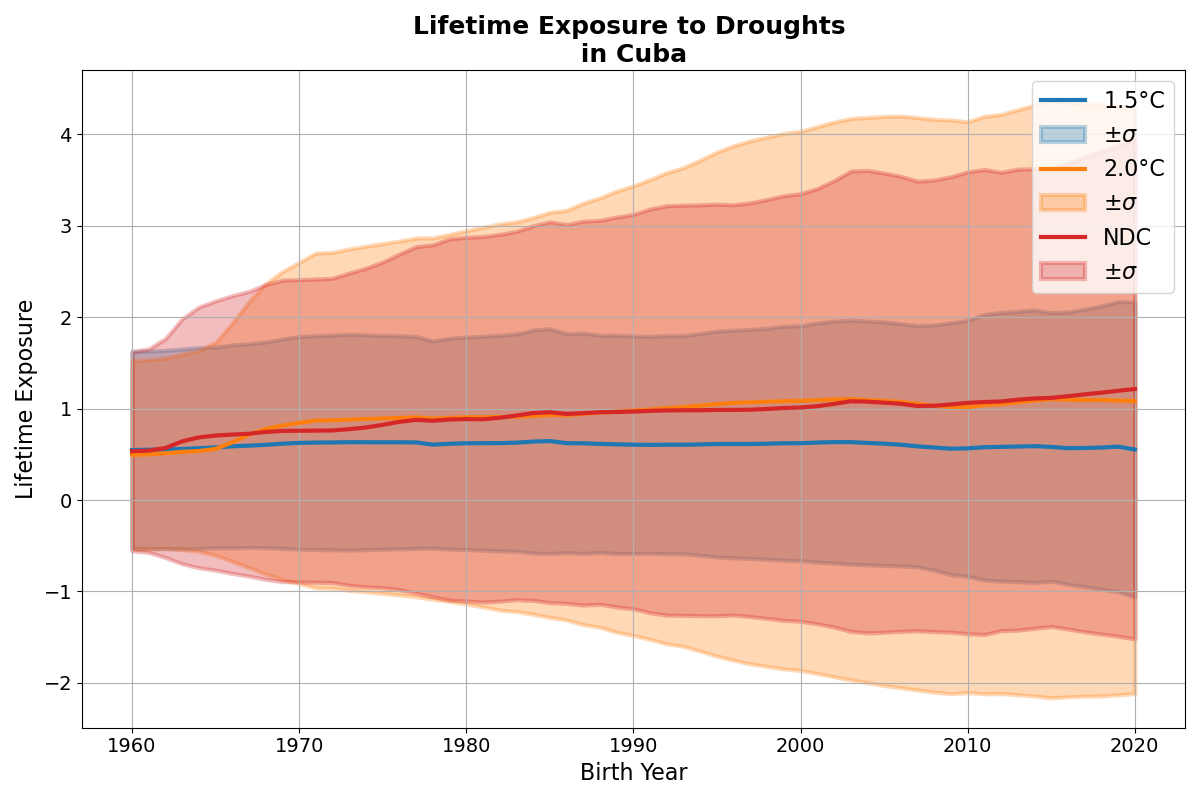 Lifetime Exposure to Droughts
in Cuba
Lifetime Exposure
4
3
2
1
0
−1
−2
1960 1970 1980 1990 2000 2010 2020
Birth Year
1.5°C
±σ
2.0°C
±σ
NDC
±σ